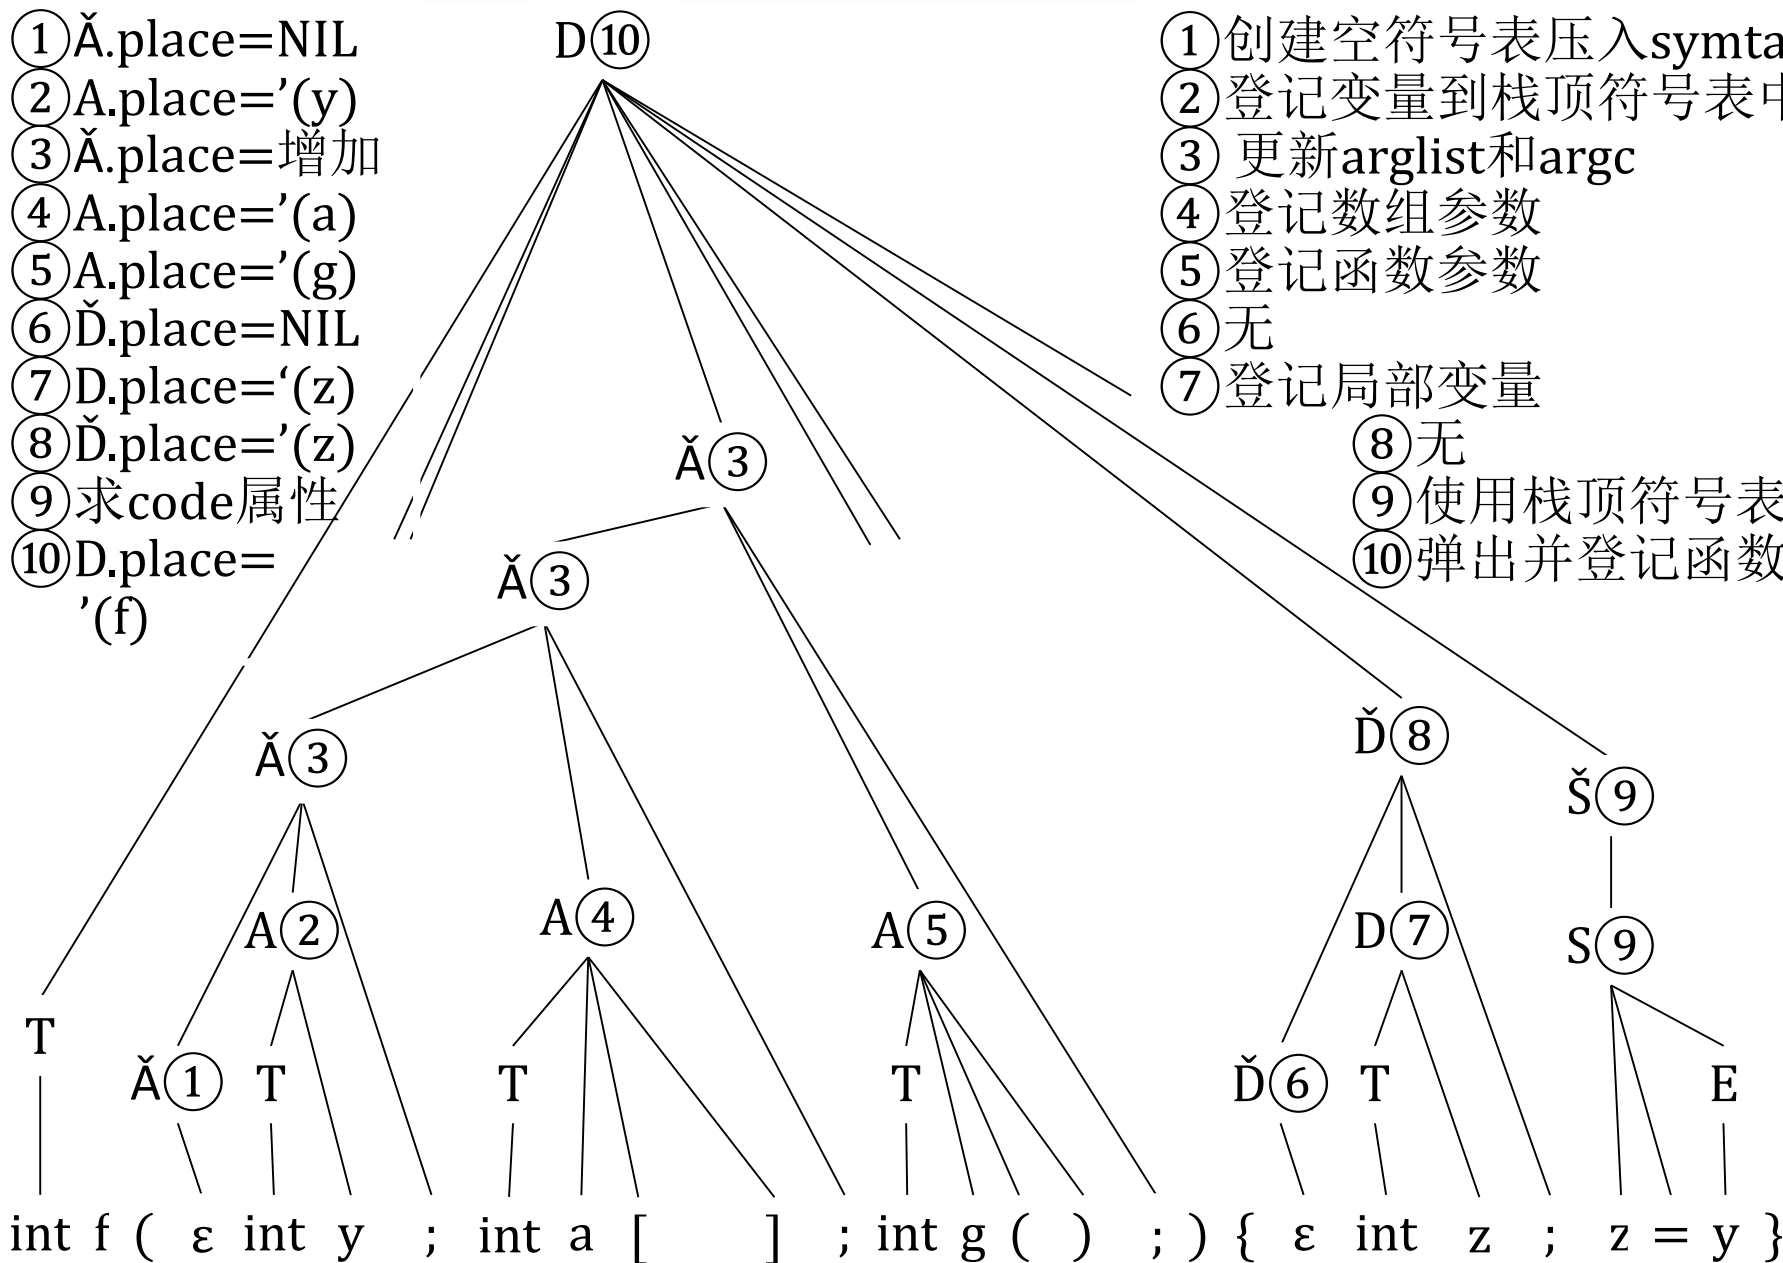 ①Ǎ.place=NIL
②A.place=’(y)
③Ǎ.place=增加
④A.place=’(a)
⑤A.place=’(g)
⑥Ď.place=NIL
⑦D.place=‘(z)
⑧Ď.place=’(z)
⑨求code属性
⑩D.place=
’(f)
D⑩
①创建空符号表压入symta
②登记变量到栈顶符号表中
③ 更新arglist和argc
④登记数组参数
⑤登记函数参数
⑥无
⑦登记局部变量
⑧无
⑨使用栈顶符号表
⑩弹出并登记函数
Ǎ③
Ǎ③
Ǎ③
Ď⑧
Š⑨
A②
A④
A⑤
D⑦
S⑨
T
Ǎ①
T
T
T
Ď⑥
T
E
int f ( ε int y ; int a [ ] ; int g ( ) ; ) { ε int z ; z = y }